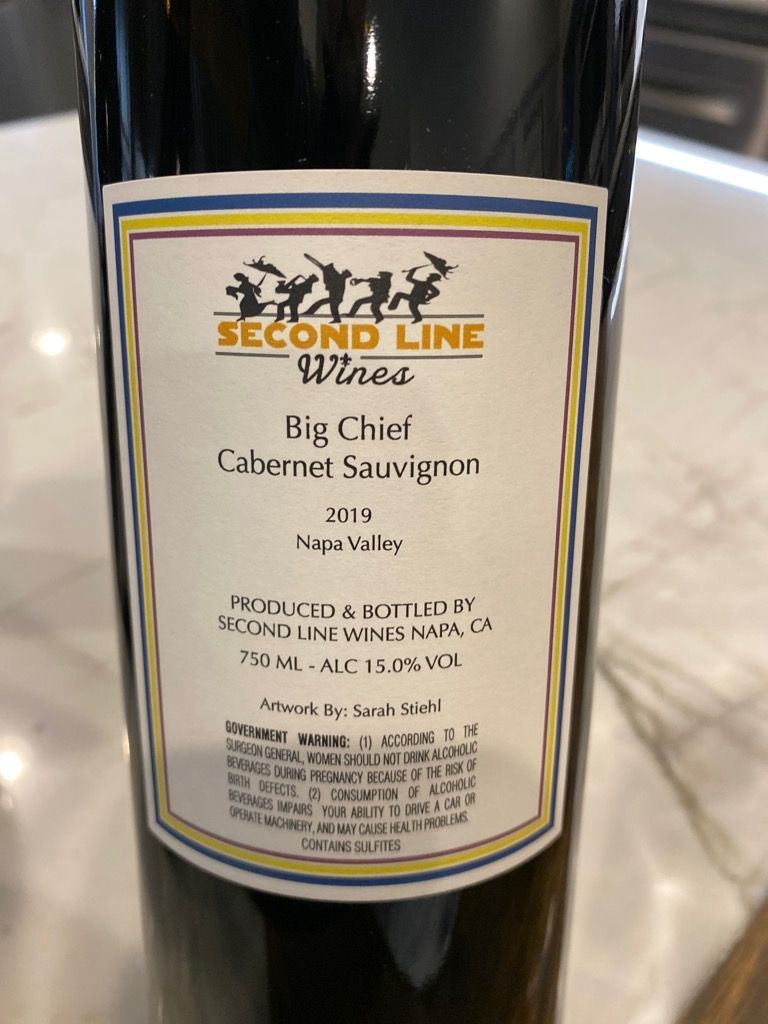 SECOND LINE
Wines
Big Chief
Cabernet Sauvignon
2019
Napa Valley
PRODUCED & BOTTLED BY
SECOND LINE WINES NAPA, CA
750 ML - ALC 15.0% VOL
Artwork By: Sarah Stiehl
GOVERNMENT WARNING: (1) ACCORDING TO THE
SURGEON GENERAL, WOMEN SHOULD NOT DRINK ALCOHOLIC
BEVERAGES DURING PREGNANCY BECAUSE OF THE RISK OF
BIRTH DEFECTS. (2) CONSUMPTION OF ALCOHOLIC
BEVERAGES IMPAIRS YOUR ABILITY TO DRIVE A CAR OR
OPERATE MACHINERY, AND MAY CAUSE HEALTH PROBLEMS.
CONTAINS SULFITES